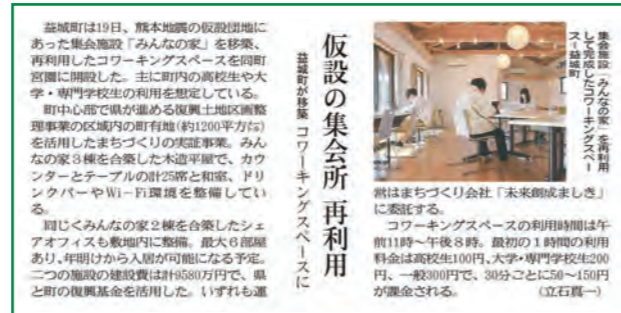 仮設の集会所 再利用
益城町が移築 コワーキングスペースに
益城町は19日、熊本地震の仮設団地に
あった集会施設「みんなの家」を移築、
再利用したコワーキングスペースを同町
宮園に開設した。主に町内の高校生や大
学・専門学校生の利用を想定している。
町中心部で県が進める復興土地区画整
理事業の区域内の町有地(約1200平方㍍)
を活用したまちづくりの実証事業。みん
なの家3棟を合築した木造平屋で、カウ
ンターとテーブルの計25席と和室、ドリ
ンクバーやWi-Fi環境を整備してい
る。
同じくみんなの家2棟を合築したシェ
アオフィスも敷地内に整備。最大6部屋
あり、年明けから入居が可能になる予定。
二つの施設の建設費は計9580万円で、県
と町の復興基金を活用した。いずれも運
営はまちづくり会社「未来創成ましき」
に委託する。
コワーキングスペースの利用時間は午
前11時~午後8時。最初の1時間の利用
料金は高校生100円、大学・専門学校生200
円、一般300円で、30分ごとに50~150円
が課金される。 (立石真一)
集会施設「みんなの家」を再利用
して完成したコワーキングスペー
ス=益城町